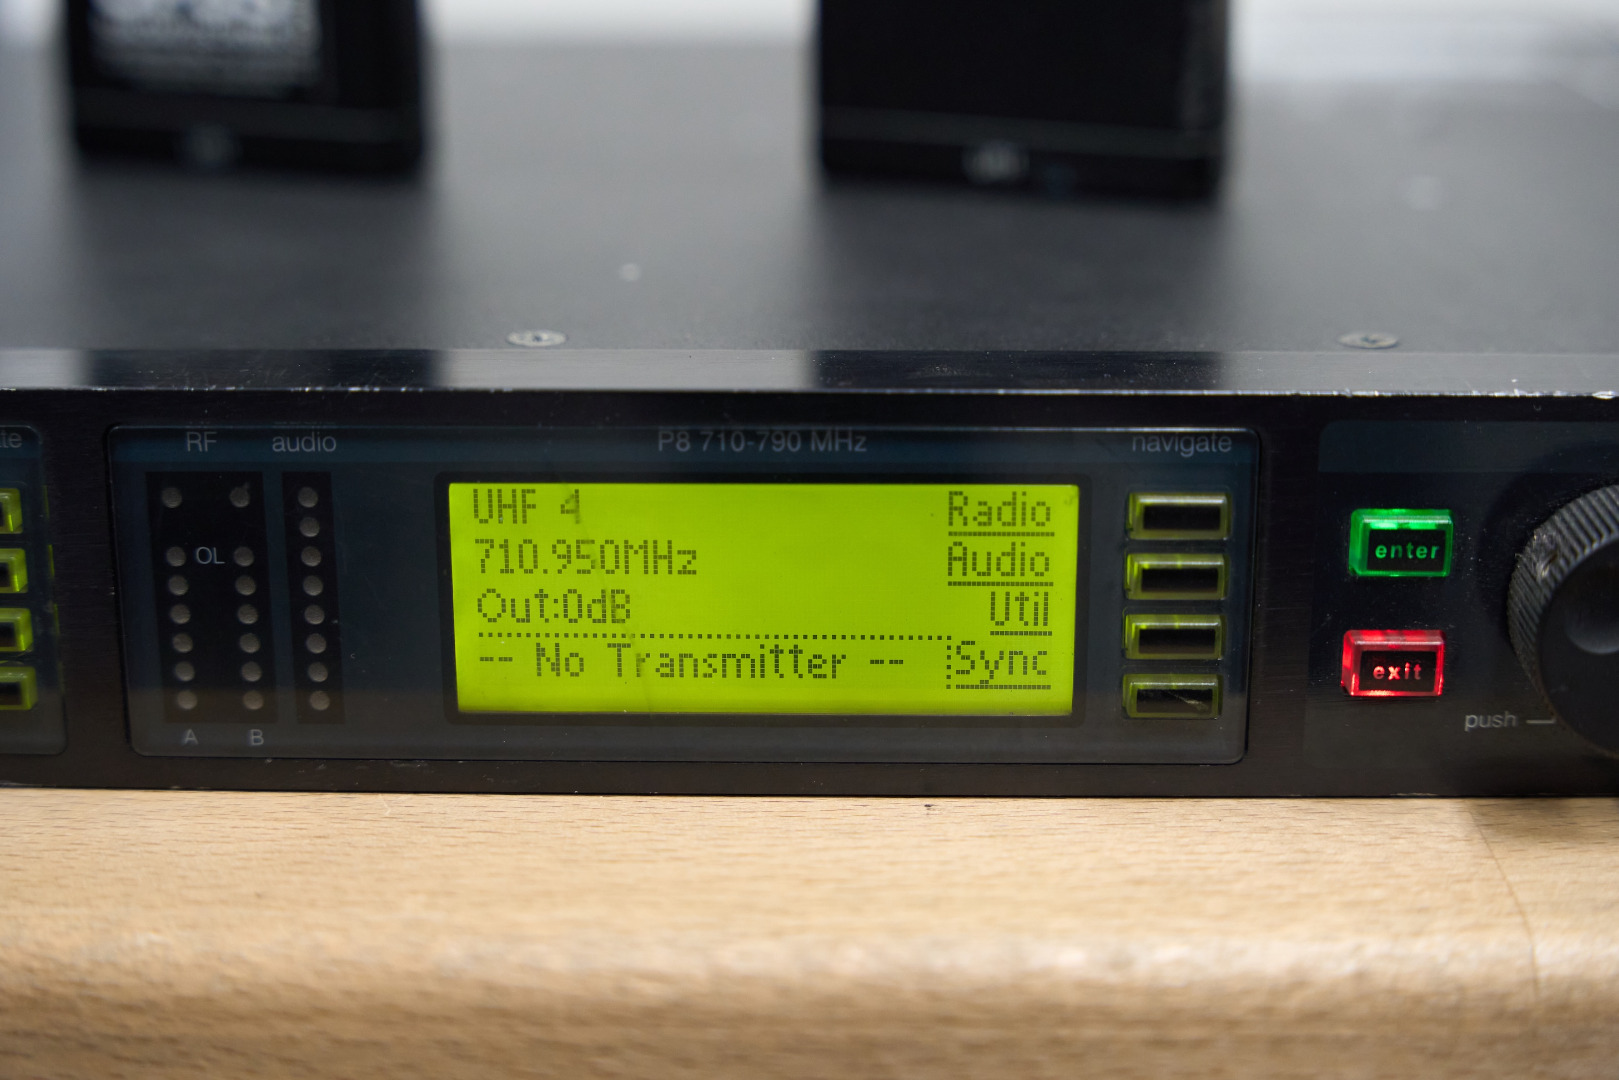 te
RF audio
P8 710-790 MHz
navigate
UHF 4
Radio
710.950MHz
Audio
OL
Out:0dB
Util
-- No Transmitter --
Sync
A B
enter
exit
push